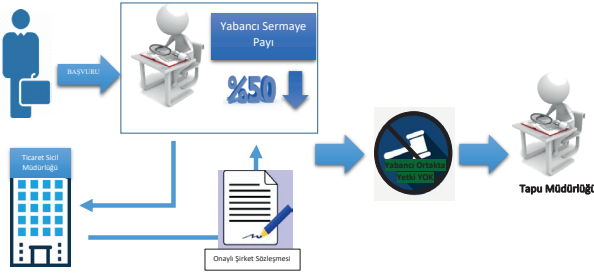 Yabancı Sermaye
Payı
BAŞVURU
%50
Ticaret Sicil
Müdürlüğü
Yabancı Ortakta
Yetki YOK
Tapu Müdürlüğü
Onaylı Şirket Sözleşmesi